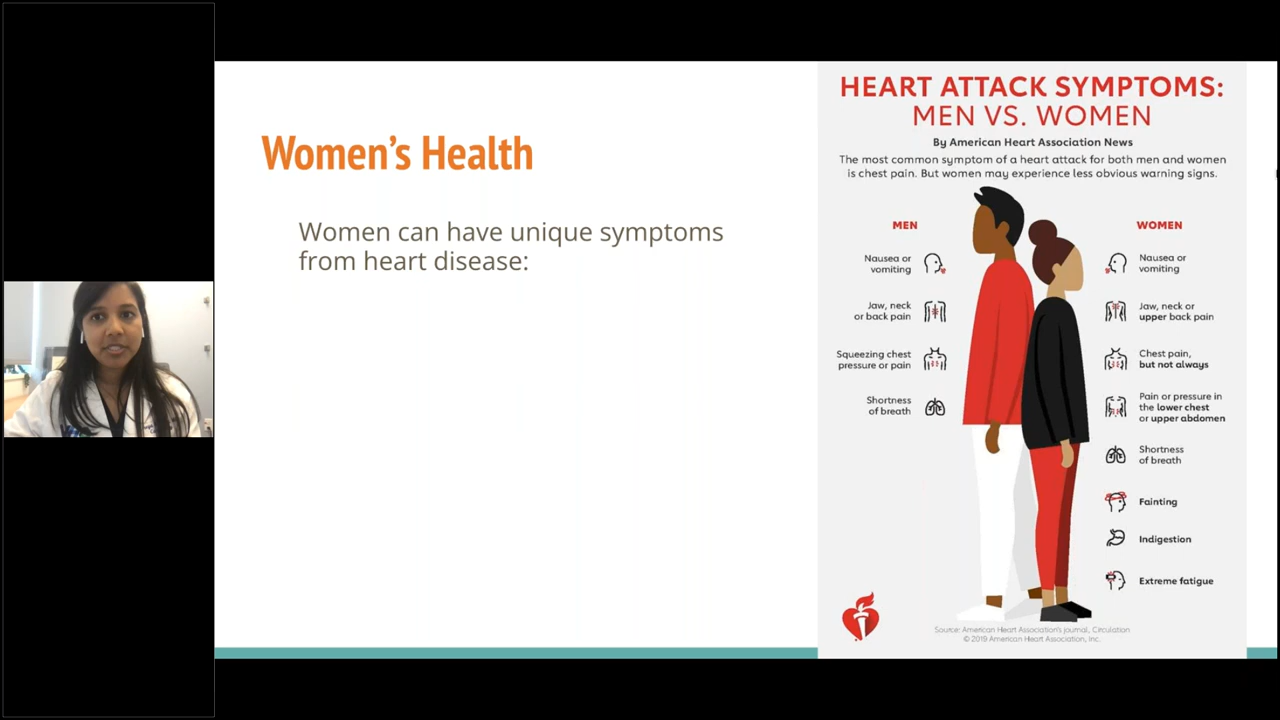 Women's Health
Women can have unique symptoms
from heart disease:
HEART ATTACK SYMPTOMS:
MEN VS. WOMEN
By American Heart Association News
The most common symptom of a heart attack for both men and women
is chest pain. But women may experience less obvious warning signs.
MEN
Nausea or
vomiting
Jaw, neck
or back pain
Squeezing chest
pressure or pain
Shortness
of breath
WOMEN
Nausea or
vomiting
Jaw, neck or
upper back pain
Chest pain,
but not always
Pain or pressure in
the lower chest
or upper abdomen
Shortness
of breath
Fainting
Indigestion
Extreme fatigue
Source: American Heart Association's journal, Circulation
© 2019 American Heart Association, Inc.